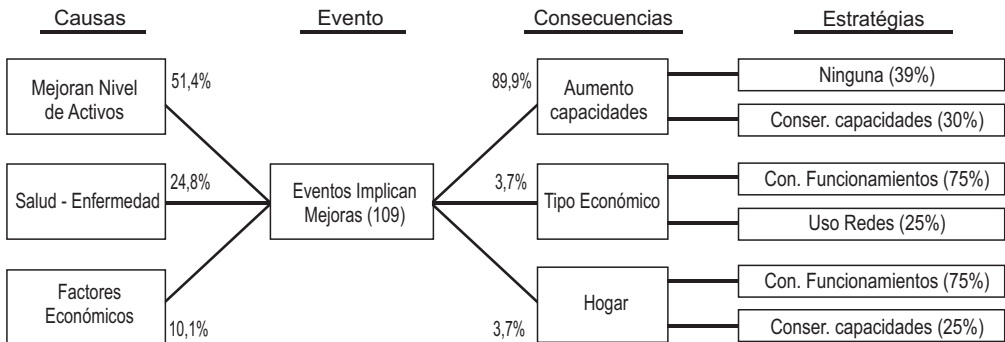 Causas
Evento
Consecuencias
Estratégias
Mejoran Nivel
de Activos
51,4%
89,9%
Aumento
capacidades
Ninguna (39%)
Conser. capacidades (30%)
Salud - Enfermedad
24,8%
Eventos Implican
Mejoras (109)
3,7%
Tipo Económico
Con. Funcionamientos (75%)
Uso Redes (25%)
Factores
Económicos
10,1%
3,7%
Hogar
Con. Funcionamientos (75%)
Conser. capacidades (25%)